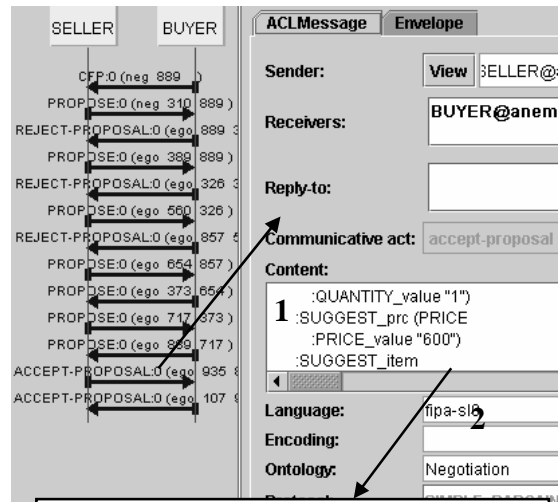 SELLER BUYER
CFP:0 (neg 889 )
PROPOSE:0 (neg 310 889 )
REJECT-PROPOSAL:0 (ego 889 3
PROPOSE:0 (ego 389 889 )
REJECT-PROPOSAL:0 (ego 326 3
PROPOSE:0 (ego 560 326 )
REJECT-PROPOSAL:0 (ego 857 5
PROPOSE:0 (ego 654 857 )
PROPOSE:0 (ego 373 654 )
PROPOSE:0 (ego 717 373 )
PROPOSE:0 (ego 889 717 )
ACCEPT-PROPOSAL:0 (ego 935 8
ACCEPT-PROPOSAL:0 (ego 107
ACLMessage Envelope
Sender: View SELLER@
Receivers: BUYER@anem
Reply-to:
Communicative act: accept-proposal
Content:
:QUANTITY_value "1")
1 :SUGGEST_prc (PRICE
:PRICE_value "600")
:SUGGEST_item
Language: fipa-sl0
2
Encoding:
Ontology: Negotiation